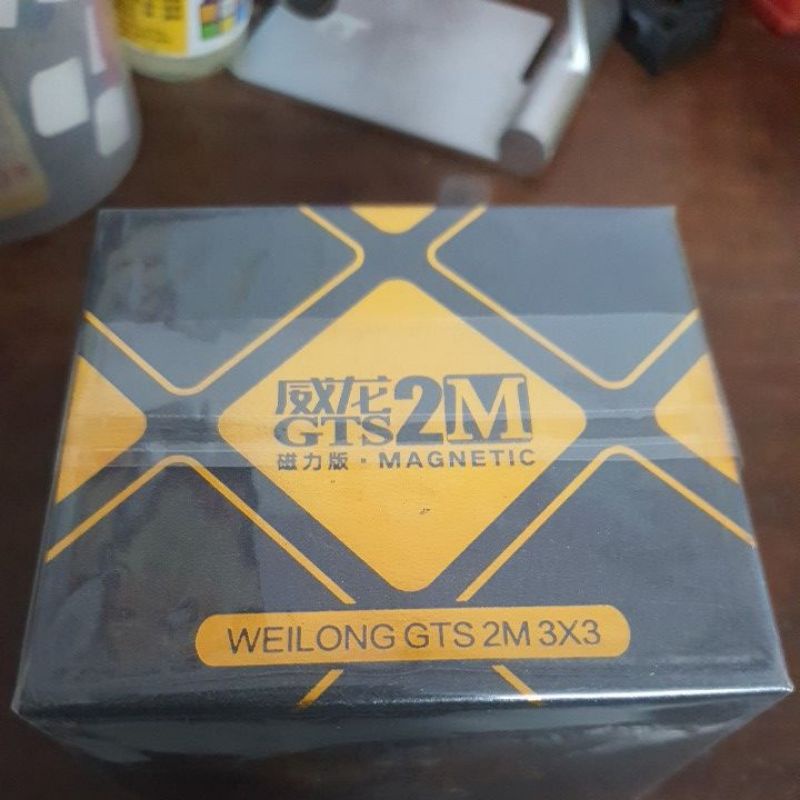 威龙
GTS2M
磁力版·MAGNETIC
WEILONG GTS 2M 3X3